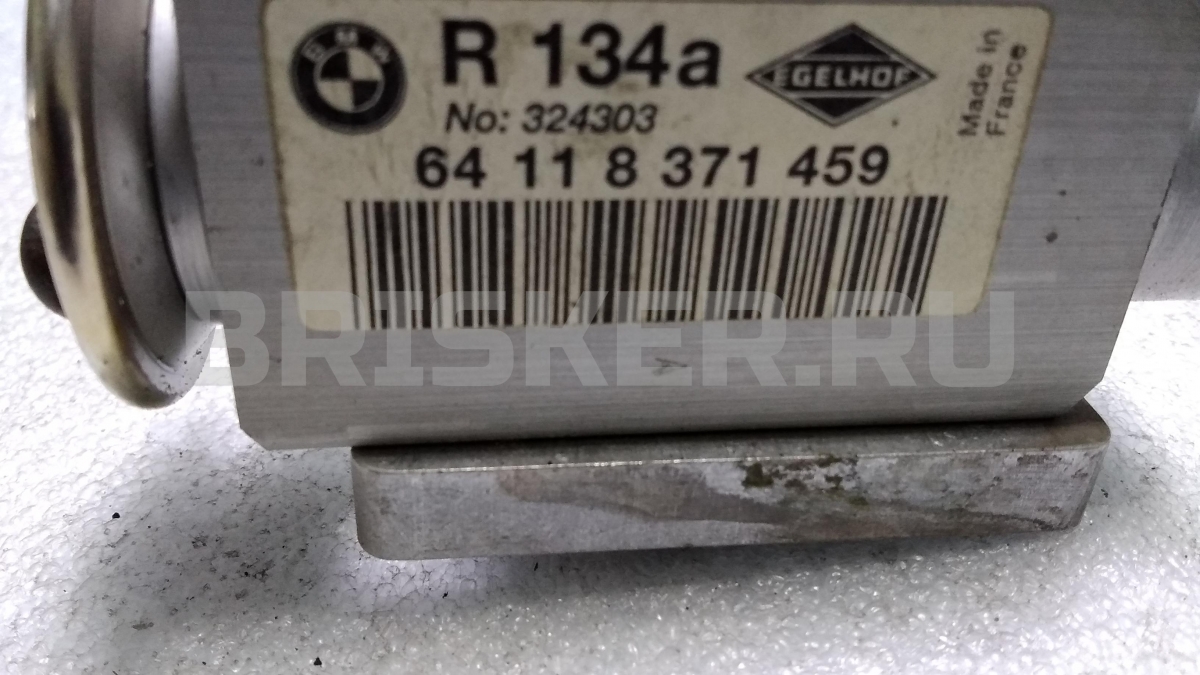 BMW R 134a EGELHOF
No: 324303
64 11 8 371 459
Made in
France
BRISKER.RU